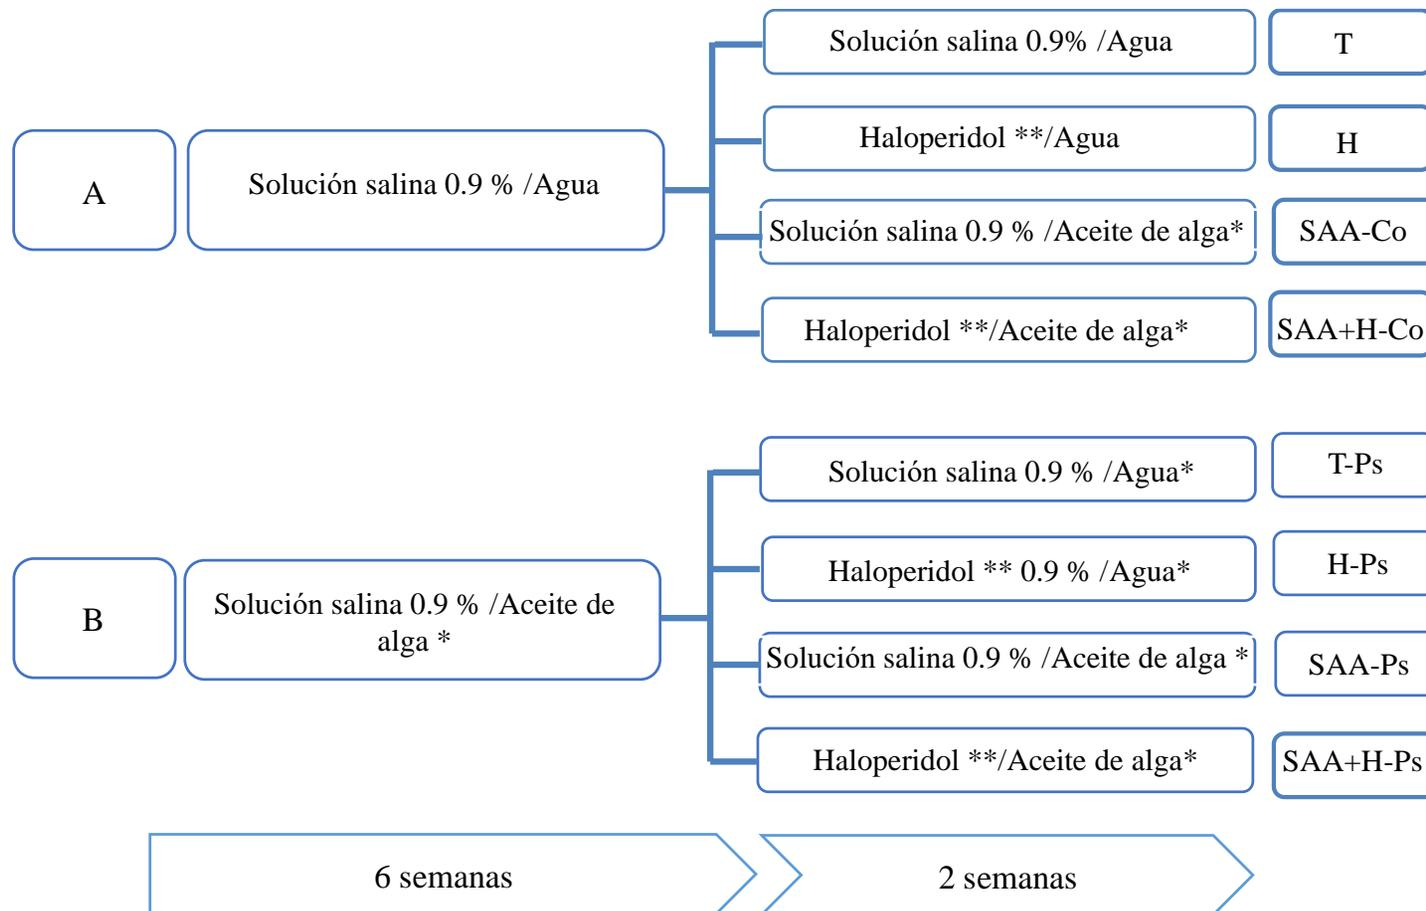 Solución salina 0.9% /Agua
T
Haloperidol **/Agua
H
A
Solución salina 0.9 % /Agua
Solución salina 0.9 % /Aceite de alga*
SAA-Co
Haloperidol **/Aceite de alga*
SAA+H-Co
Solución salina 0.9 % /Agua*
T-Ps
Haloperidol ** 0.9 % /Agua*
H-Ps
B
Solución salina 0.9 % /Aceite de
alga *
Solución salina 0.9 % /Aceite de alga *
SAA-Ps
Haloperidol **/Aceite de alga*
SAA+H-Ps
6 semanas
2 semanas